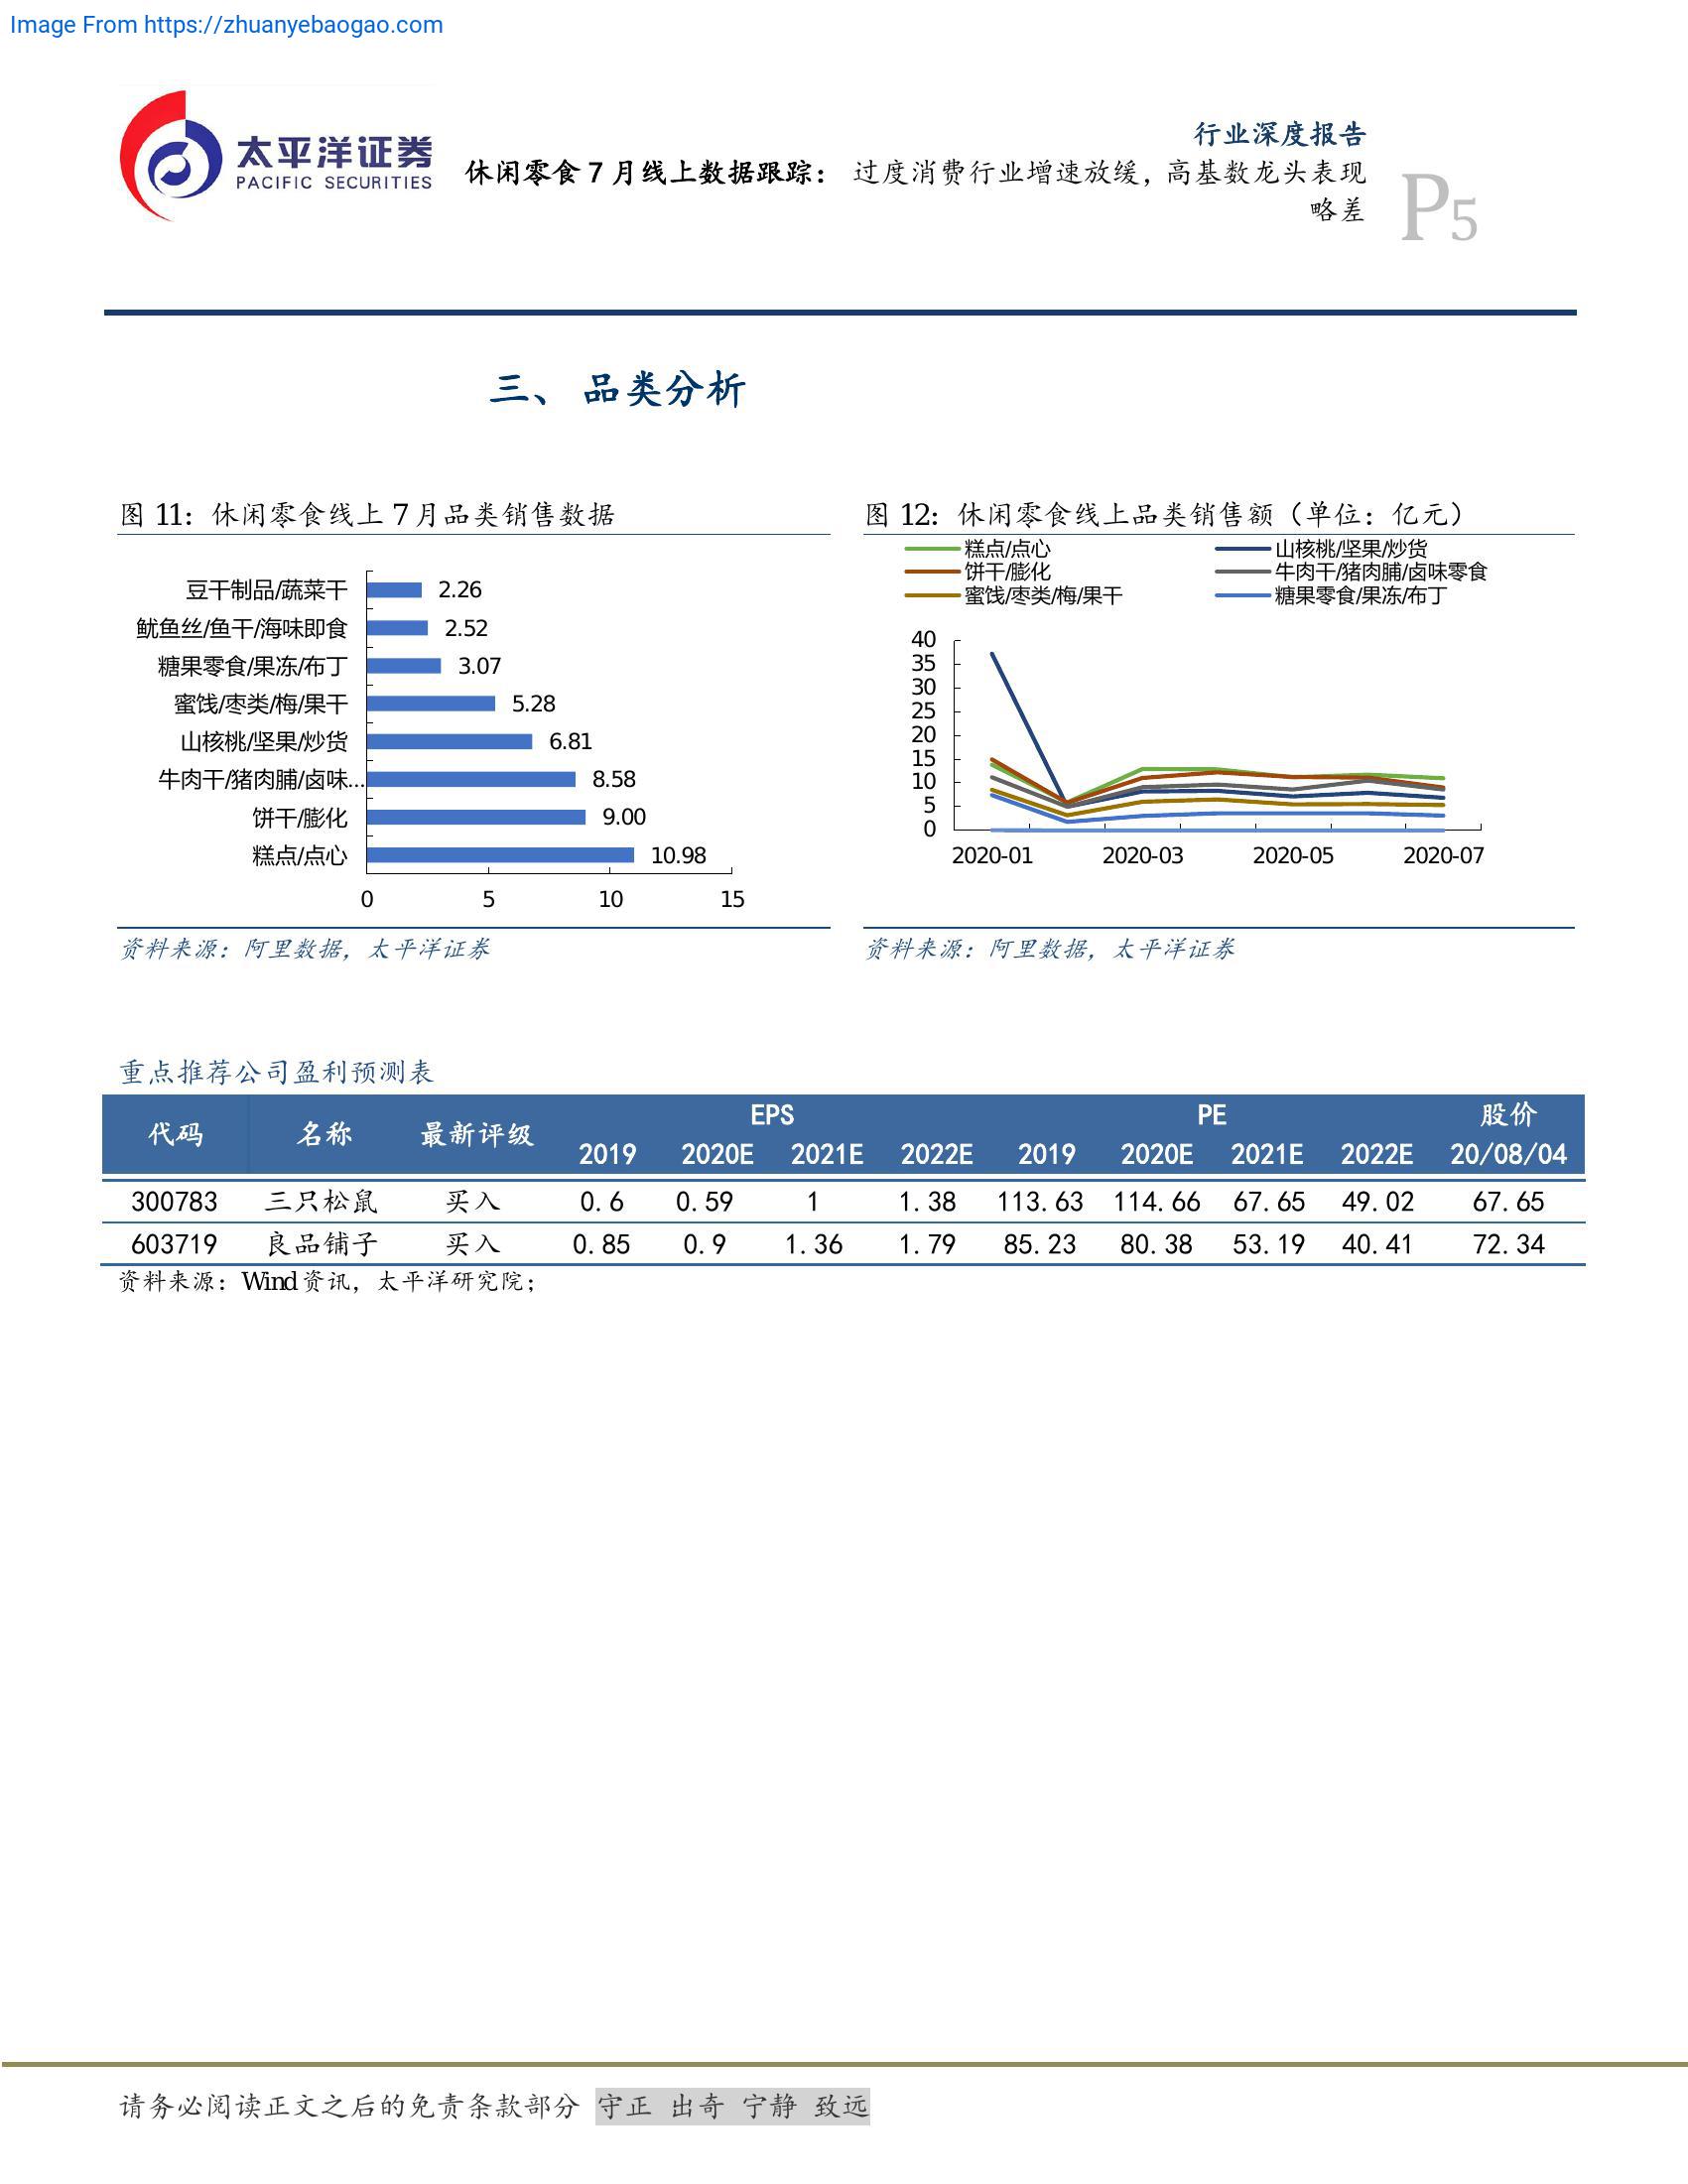 Image From https://zhuanyebaogao.com
太平洋证券
PACIFIC SECURITIES
行业深度报告
休闲零食7月线上数据跟踪：过度消费行业增速放缓，高基数龙头表现
略差
P5
三、 品类分析
图 11：休闲零食线上 7 月品类销售数据
豆干制品/蔬菜干 2.26
鱿鱼丝/鱼干/海味即食 2.52
糖果零食/果冻/布丁 3.07
蜜饯/枣类/梅/果干 5.28
山核桃/坚果/炒货 6.81
牛肉干/猪肉脯/卤味... 8.58
饼干/膨化 9.00
糕点/点心 10.98
0 5 10 15
资料来源：阿里数据，太平洋证券
图 12：休闲零食线上品类销售额（单位：亿元）
糕点/点心 山核桃/坚果/炒货
饼干/膨化 牛肉干/猪肉脯/卤味零食
蜜饯/枣类/梅/果干 糖果零食/果冻/布丁
40
35
30
25
20
15
10
5
0
2020-01 2020-03 2020-05 2020-07
资料来源：阿里数据，太平洋证券
重点推荐公司盈利预测表
代码 名称 最新评级 EPS PE 股价
2019 2020E 2021E 2022E 2019 2020E 2021E 2022E 20/08/04
300783 三只松鼠 买入 0.6 0.59 1 1.38 113.63 114.66 67.65 49.02 67.65
603719 良品铺子 买入 0.85 0.9 1.36 1.79 85.23 80.38 53.19 40.41 72.34
资料来源：Wind 资讯，太平洋研究院；
请务必阅读正文之后的免责条款部分 守正 出奇 宁静 致远